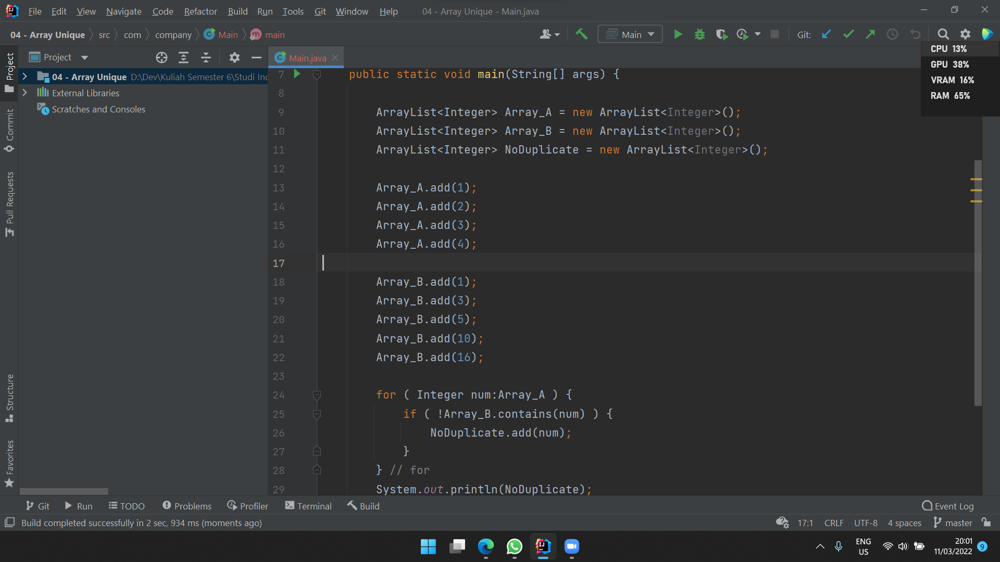 File Edit View Navigate Code Refactor Build Run Tools Git Window Help 04 - Array Unique - Main.java
04 - Array Unique src com company Main main Main Git:
CPU 13%
GPU 38%
VRAM 16%
RAM 65%
Project
Commit
Pull Requests
Structure
Favorites
Project
04 - Array Unique D:\Dev\Kuliah Semester 6\Studi Inc
External Libraries
Scratches and Consoles
Main.java
7 public static void main(String[] args) {
8
9 ArrayList<Integer> Array_A = new ArrayList<Integer>();
10 ArrayList<Integer> Array_B = new ArrayList<Integer>();
11 ArrayList<Integer> NoDuplicate = new ArrayList<Integer>();
12
13 Array_A.add(1);
14 Array_A.add(2);
15 Array_A.add(3);
16 Array_A.add(4);
17
18 Array_B.add(1);
19 Array_B.add(3);
20 Array_B.add(5);
21 Array_B.add(10);
22 Array_B.add(16);
23
24 for ( Integer num:Array_A ) {
25 if ( !Array_B.contains(num) ) {
26 NoDuplicate.add(num);
27 }
28 } // for
29 System.out.println(NoDuplicate);
Git Run TODO Problems Profiler Terminal Build Event Log
Build completed successfully in 2 sec, 934 ms (moments ago) 17:1 CRLF UTF-8 4 spaces master
ENG
US
20:01
11/03/2022
9